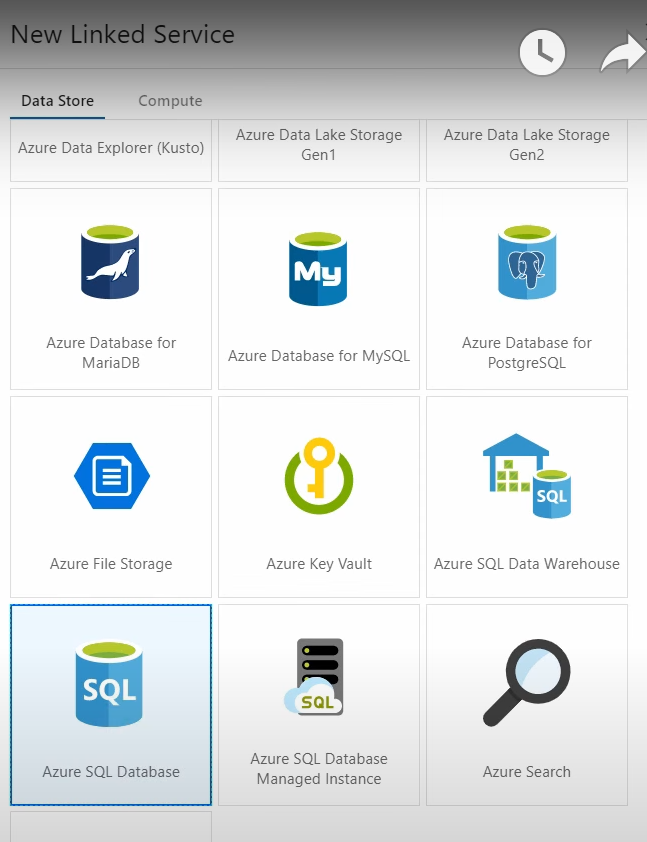 New Linked Service
Data Store
Compute
Azure Data Explorer (Kusto)
Azure Data Lake Storage
Gen1
Azure Data Lake Storage
Gen2
Azure Database for
MariaDB
My
Azure Database for MySQL
Azure Database for
PostgreSQL
Azure File Storage
Azure Key Vault
SQL
Azure SQL Data Warehouse
SQL
Azure SQL Database
SQL
Azure SQL Database
Managed Instance
Azure Search